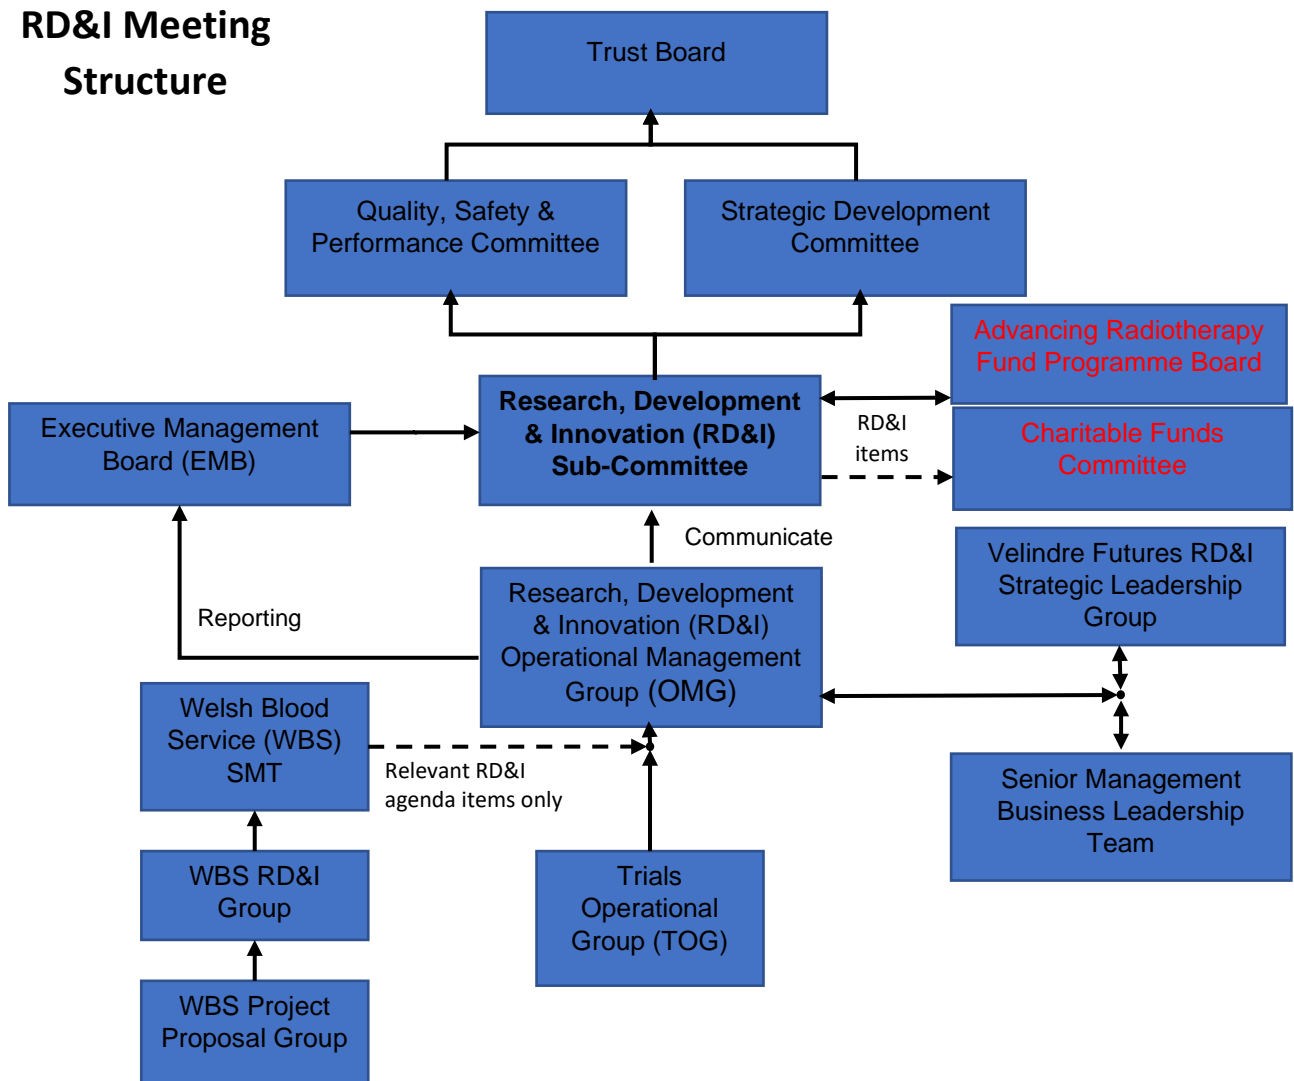 RD&I Meeting
Structure
Trust Board
Quality, Safety &
Performance Committee
Strategic Development
Committee
Advancing Radiotherapy
Fund Programme Board
Research, Development
& Innovation (RD&I)
Sub-Committee
Executive Management
Board (EMB)
RD&I
items
Charitable Funds
Committee
Communicate
Velindre Futures RD&I
Strategic Leadership
Group
Reporting
Research, Development
& Innovation (RD&I)
Operational Management
Group (OMG)
Welsh Blood
Service (WBS)
SMT
Relevant RD&I
agenda items only
Senior Management
Business Leadership
Team
WBS RD&I
Group
Trials
Operational
Group (TOG)
WBS Project
Proposal Group